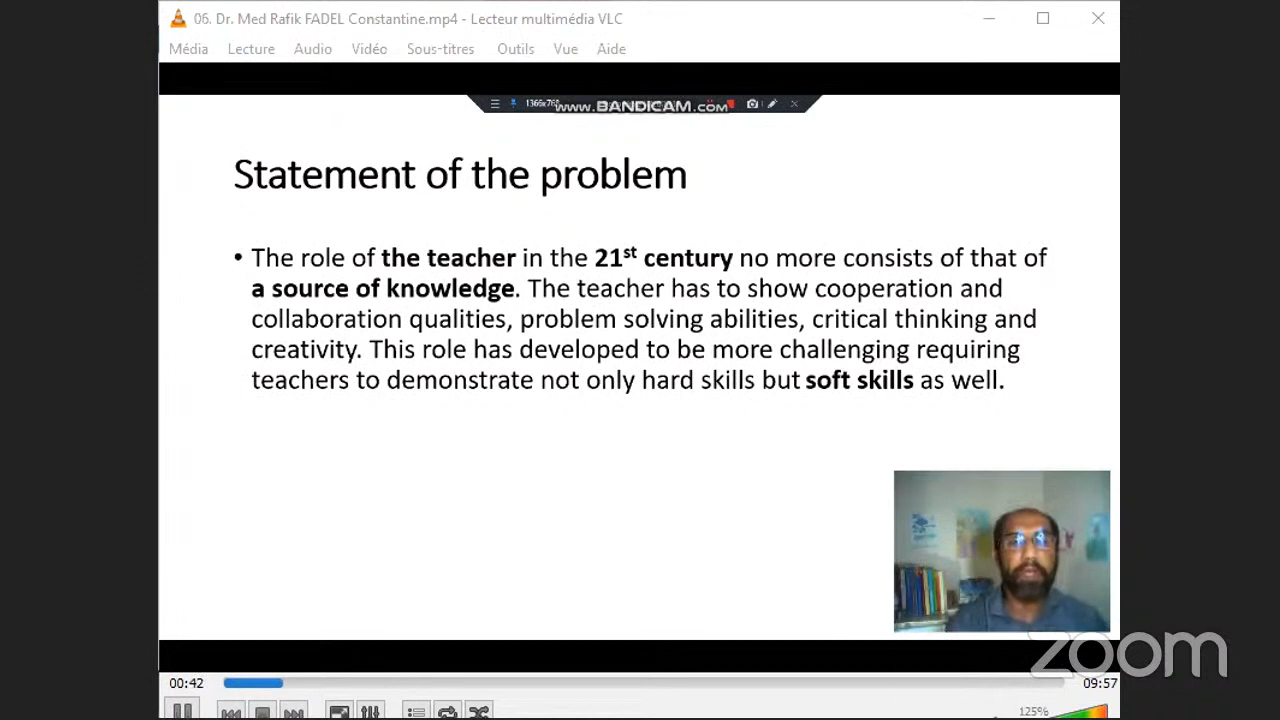 06. Dr. Med Rafik FADEL Constantine.mp4 - Lecteur multimédia VLC
Média Lecture Audio Vidéo Sous-titres Outils Vue Aide
www.BANDICAM.COM
Statement of the problem
• The role of the teacher in the 21st century no more consists of that of
a source of knowledge. The teacher has to show cooperation and
collaboration qualities, problem solving abilities, critical thinking and
creativity. This role has developed to be more challenging requiring
teachers to demonstrate not only hard skills but soft skills as well.
zoom
00:42 09:57
125%